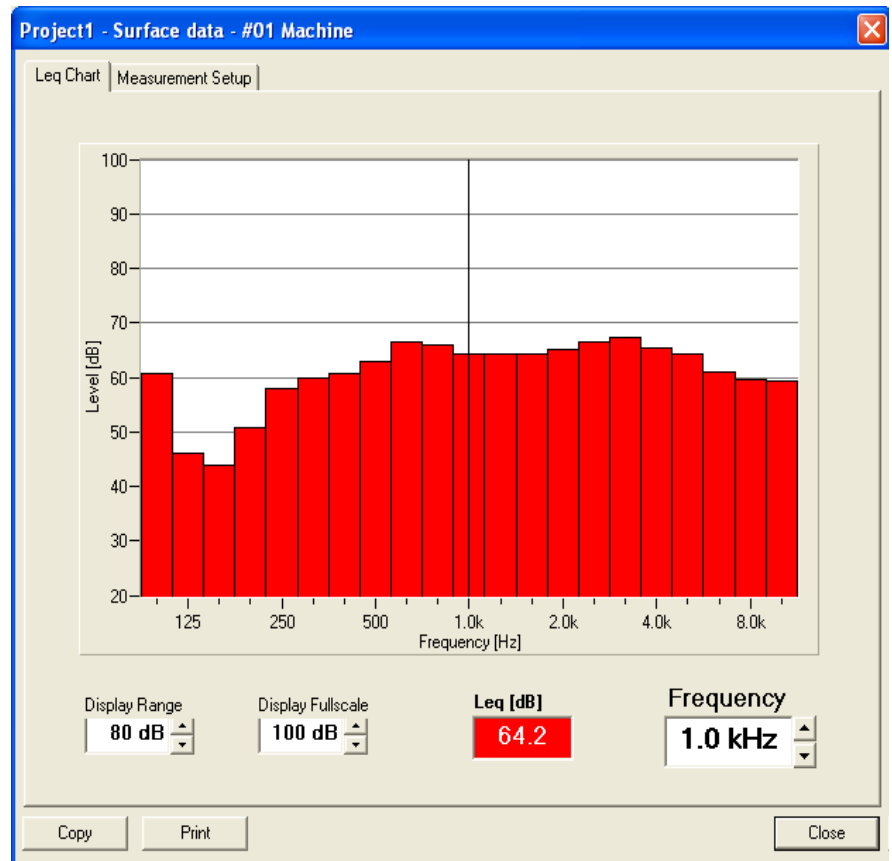 Project1 - Surface data - #01 Machine
Leq Chart Measurement Setup
100
90
80
70
60
50
40
30
20
Level [dB]
125 250 500 1.0k 2.0k 4.0k 8.0k
Frequency [Hz]
Display Range Display Fullscale Leq [dB] Frequency
80 dB 100 dB 64.2 1.0 kHz
Copy Print Close